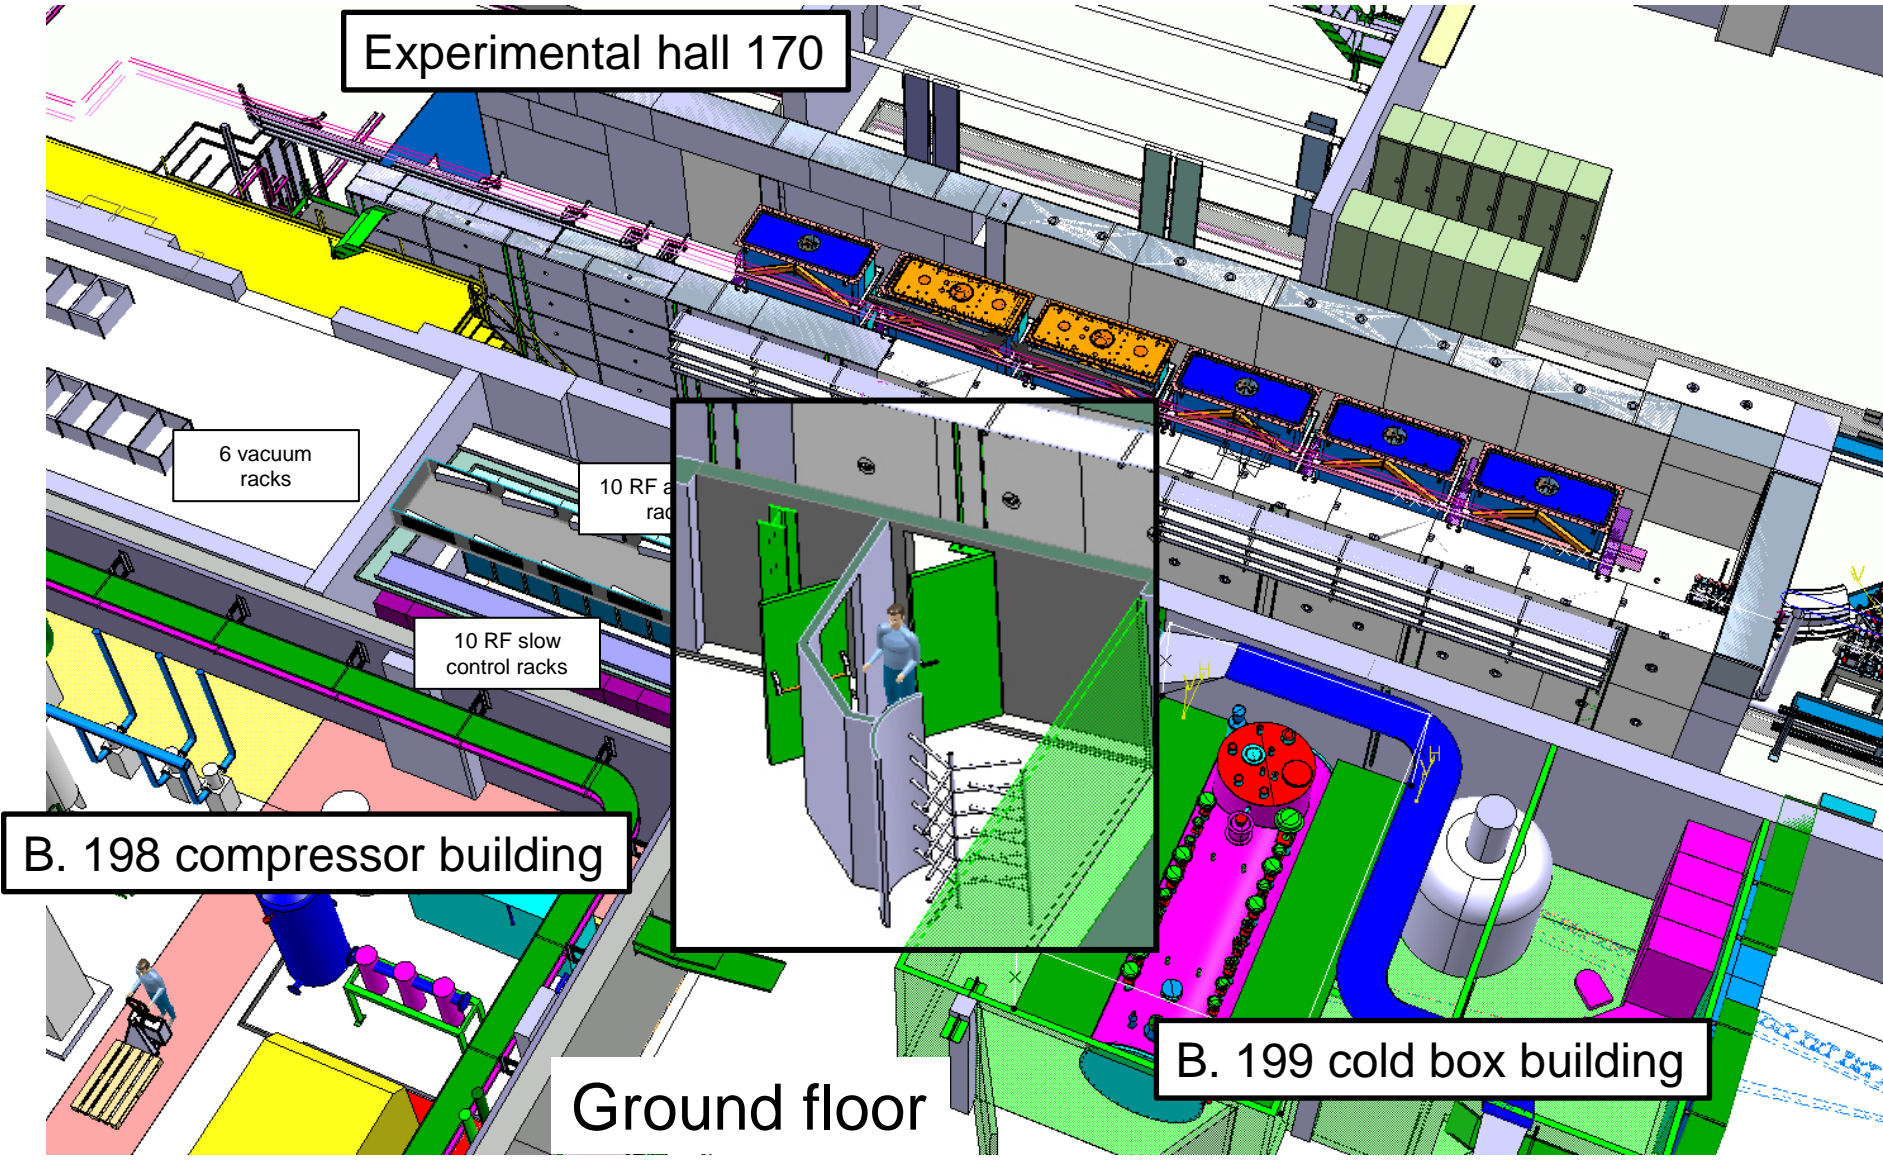 Experimental hall 170
6 vacuum
racks
10 RF
10 RF slow
control racks
B. 198 compressor building
B. 199 cold box building
Ground floor